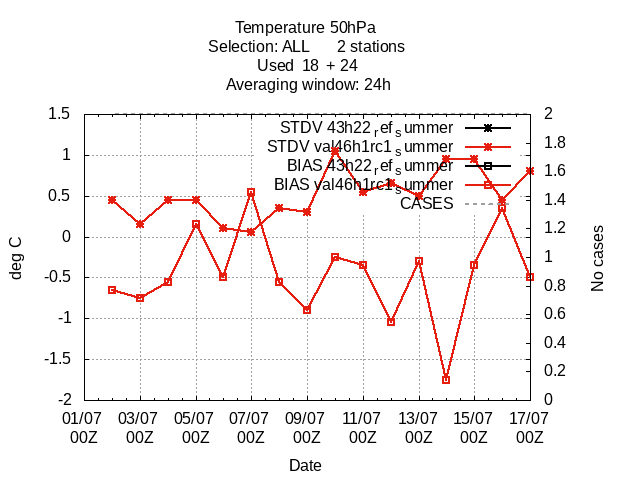 Temperature 50hPa
Selection: ALL 2 stations
Used 18 + 24
Averaging window: 24h
1.5
1
0.5
0
-0.5
-1
-1.5
-2
deg C
STDV 43h22refsummer
STDV val46h1rc1summer
BIAS 43h22refsummer
BIAS val46h1rc1summer
CASES
2
1.8
1.6
1.4
1.2
1
0.8
0.6
0.4
0.2
0
No cases
01/07 03/07 05/07 07/07 09/07 11/07 13/07 15/07 17/07
00Z 00Z 00Z 00Z 00Z 00Z 00Z 00Z 00Z
Date